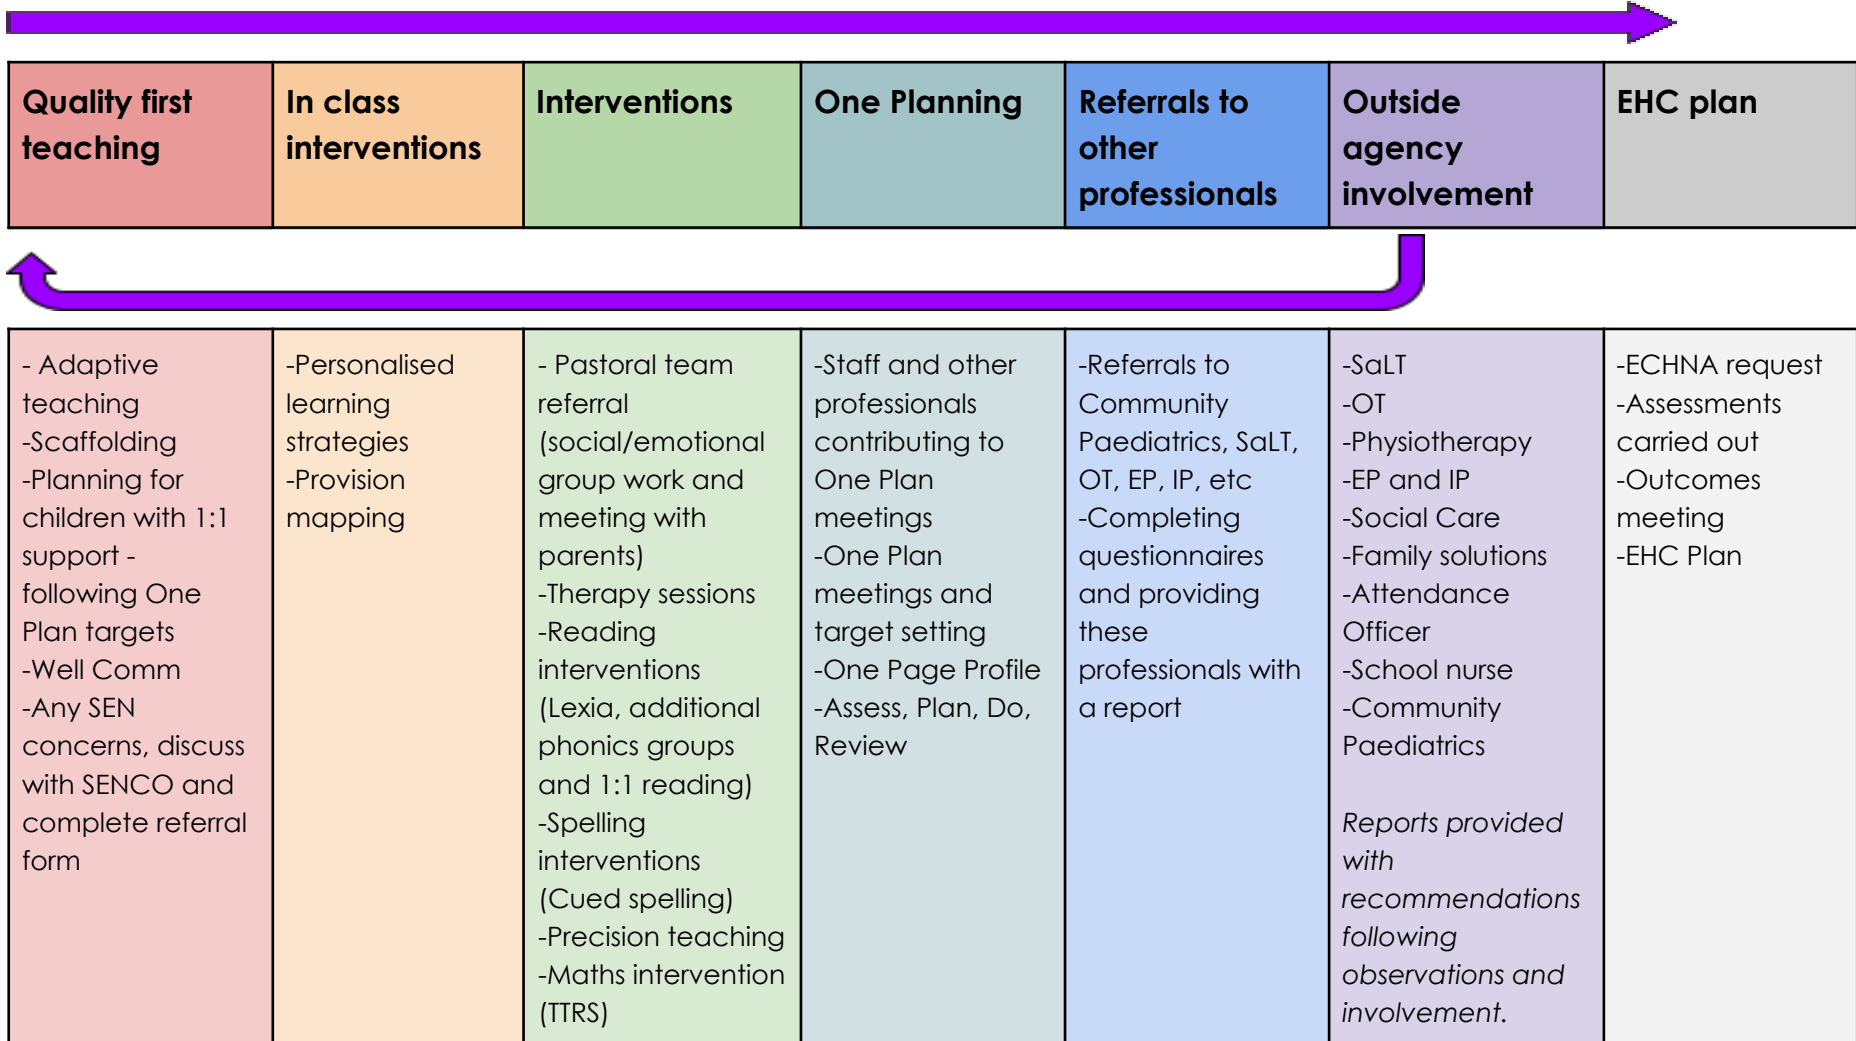 Quality first
teaching
In class
interventions
Interventions
One Planning
Referrals to
other
professionals
Outside
agency
involvement
EHC plan
- Adaptive
teaching
-Scaffolding
-Planning for
children with 1:1
support -
following One
Plan targets
-Well Comm
-Any SEN
concerns, discuss
with SENCO and
complete referral
form
-Personalised
learning
strategies
-Provision
mapping
- Pastoral team
referral
(social/emotional
group work and
meeting with
parents)
-Therapy sessions
-Reading
interventions
(Lexia, additional
phonics groups
and 1:1 reading)
-Spelling
interventions
(Cued spelling)
-Precision teaching
-Maths intervention
(TTRS)
-Staff and other
professionals
contributing to
One Plan
meetings
-One Plan
meetings and
target setting
-One Page Profile
-Assess, Plan, Do,
Review
-Referrals to
Community
Paediatrics, SaLT,
OT, EP, IP, etc
-Completing
questionnaires
and providing
these
professionals with
a report
-SaLT
-OT
-Physiotherapy
-EP and IP
-Social Care
-Family solutions
-Attendance
Officer
-School nurse
-Community
Paediatrics
Reports provided
with
recommendations
following
observations and
involvement.
-ECHNA request
-Assessments
carried out
-Outcomes
meeting
-EHC Plan